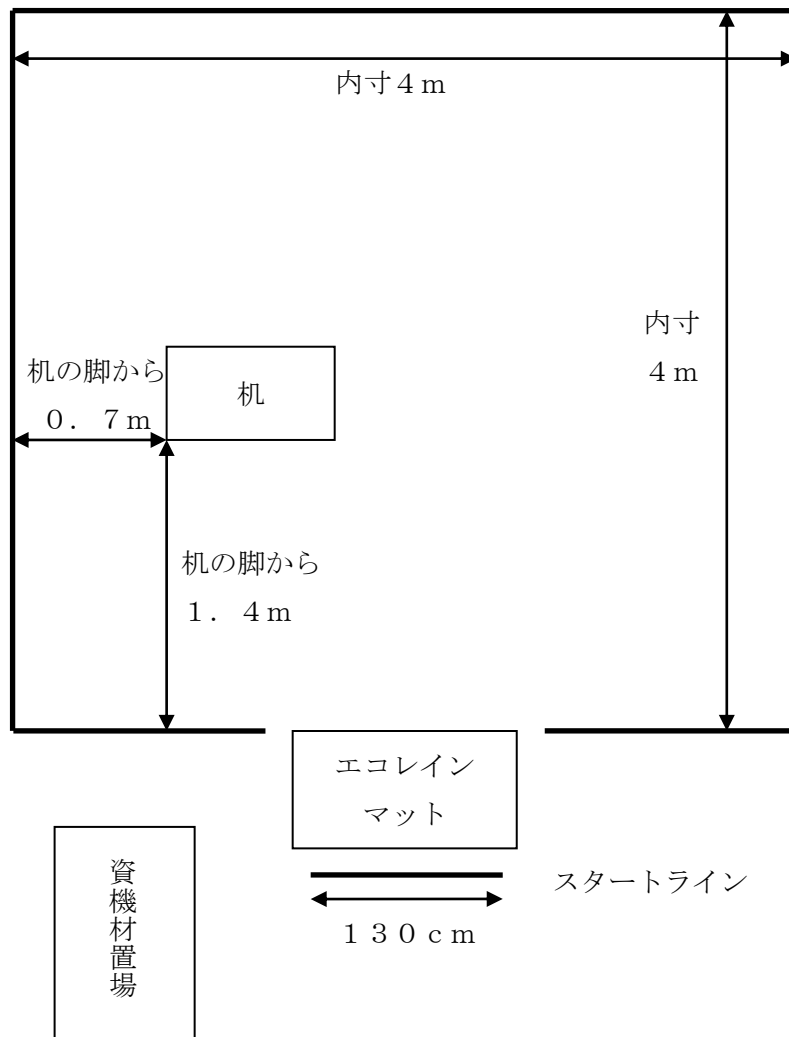 内寸４ｍ
内寸
４ｍ
机の脚から
０．７ｍ
机
机の脚から
１．４ｍ
エコレイン
マット
スタートライン
１３０ｃｍ
資機材置場